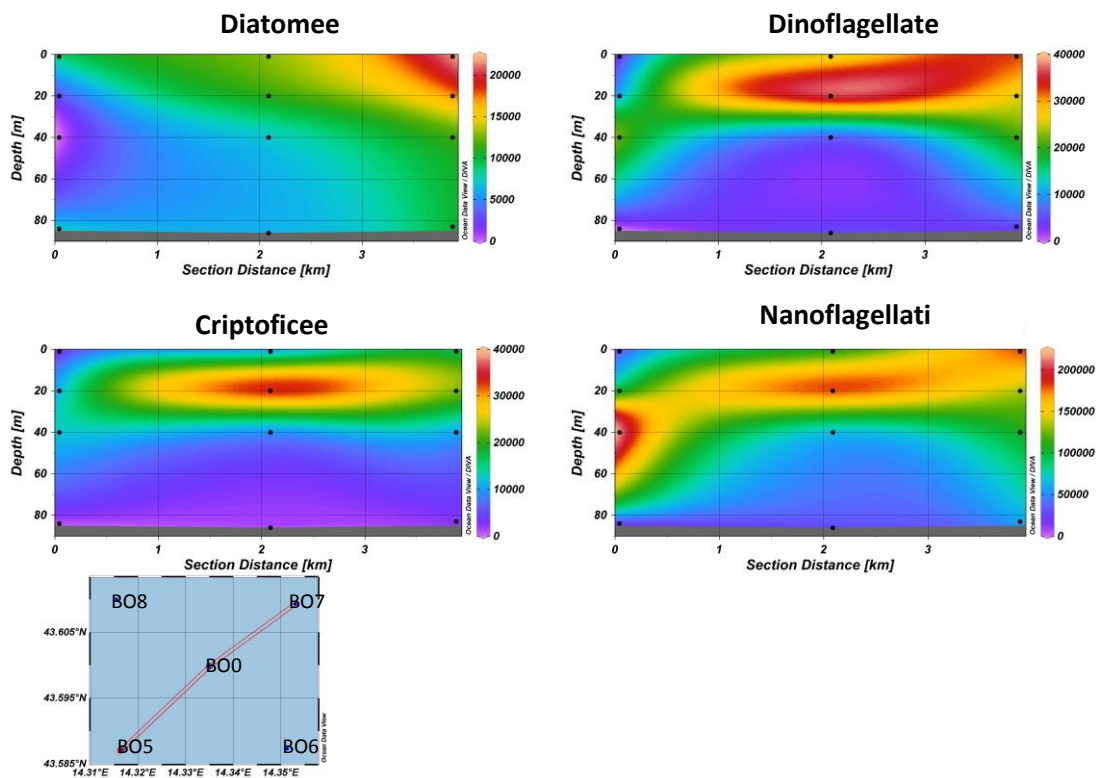 Diatomee
Dinoflagellate
0
20
40
60
80
Depth [m]
20000
15000
10000
5000
0
Ocean Data View / DIVA
0 1 2 3
Section Distance [km]
0
20
40
60
80
Depth [m]
40000
30000
20000
10000
0
Ocean Data View / DIVA
0 1 2 3
Section Distance [km]
Criptoficee
Nanoflagellati
0
20
40
60
80
Depth [m]
40000
30000
20000
10000
0
Ocean Data View / DIVA
0 1 2 3
Section Distance [km]
0
20
40
60
80
Depth [m]
200000
150000
100000
50000
0
Ocean Data View / DIVA
0 1 2 3
Section Distance [km]
BO8 BO7
43.605°N
BO0
43.595°N
BO5 BO6
43.585°N
14.31°E 14.32°E 14.33°E 14.34°E 14.35°E
Ocean Data View